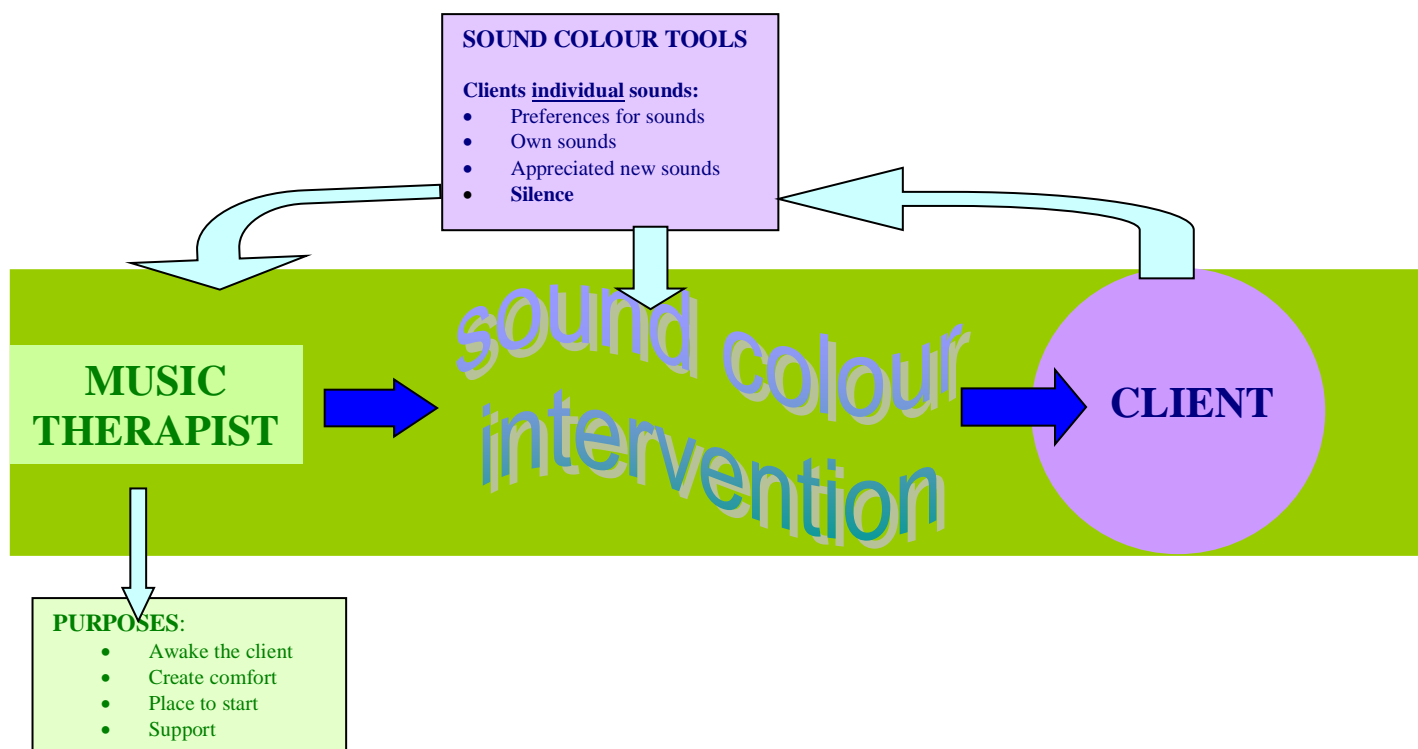 SOUND COLOUR TOOLS
Clients individual sounds:
• Preferences for sounds
• Own sounds
• Appreciated new sounds
• Silence
sound colour
intervention
MUSIC
THERAPIST
CLIENT
PURPOSES:
• Awake the client
• Create comfort
• Place to start
• Support